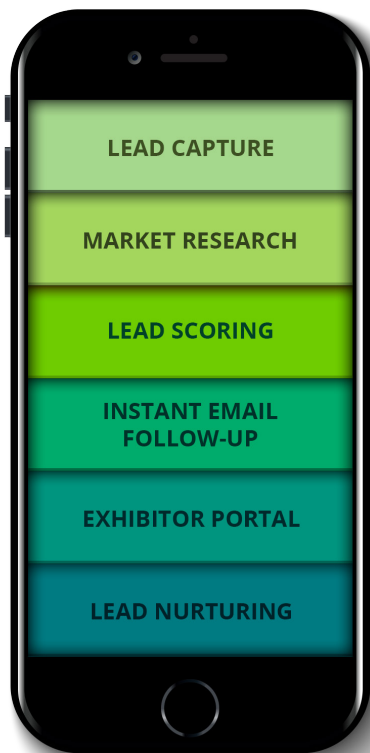 LEAD CAPTURE
MARKET RESEARCH
LEAD SCORING
INSTANT EMAIL
FOLLOW-UP
EXHIBITOR PORTAL
LEAD NURTURING